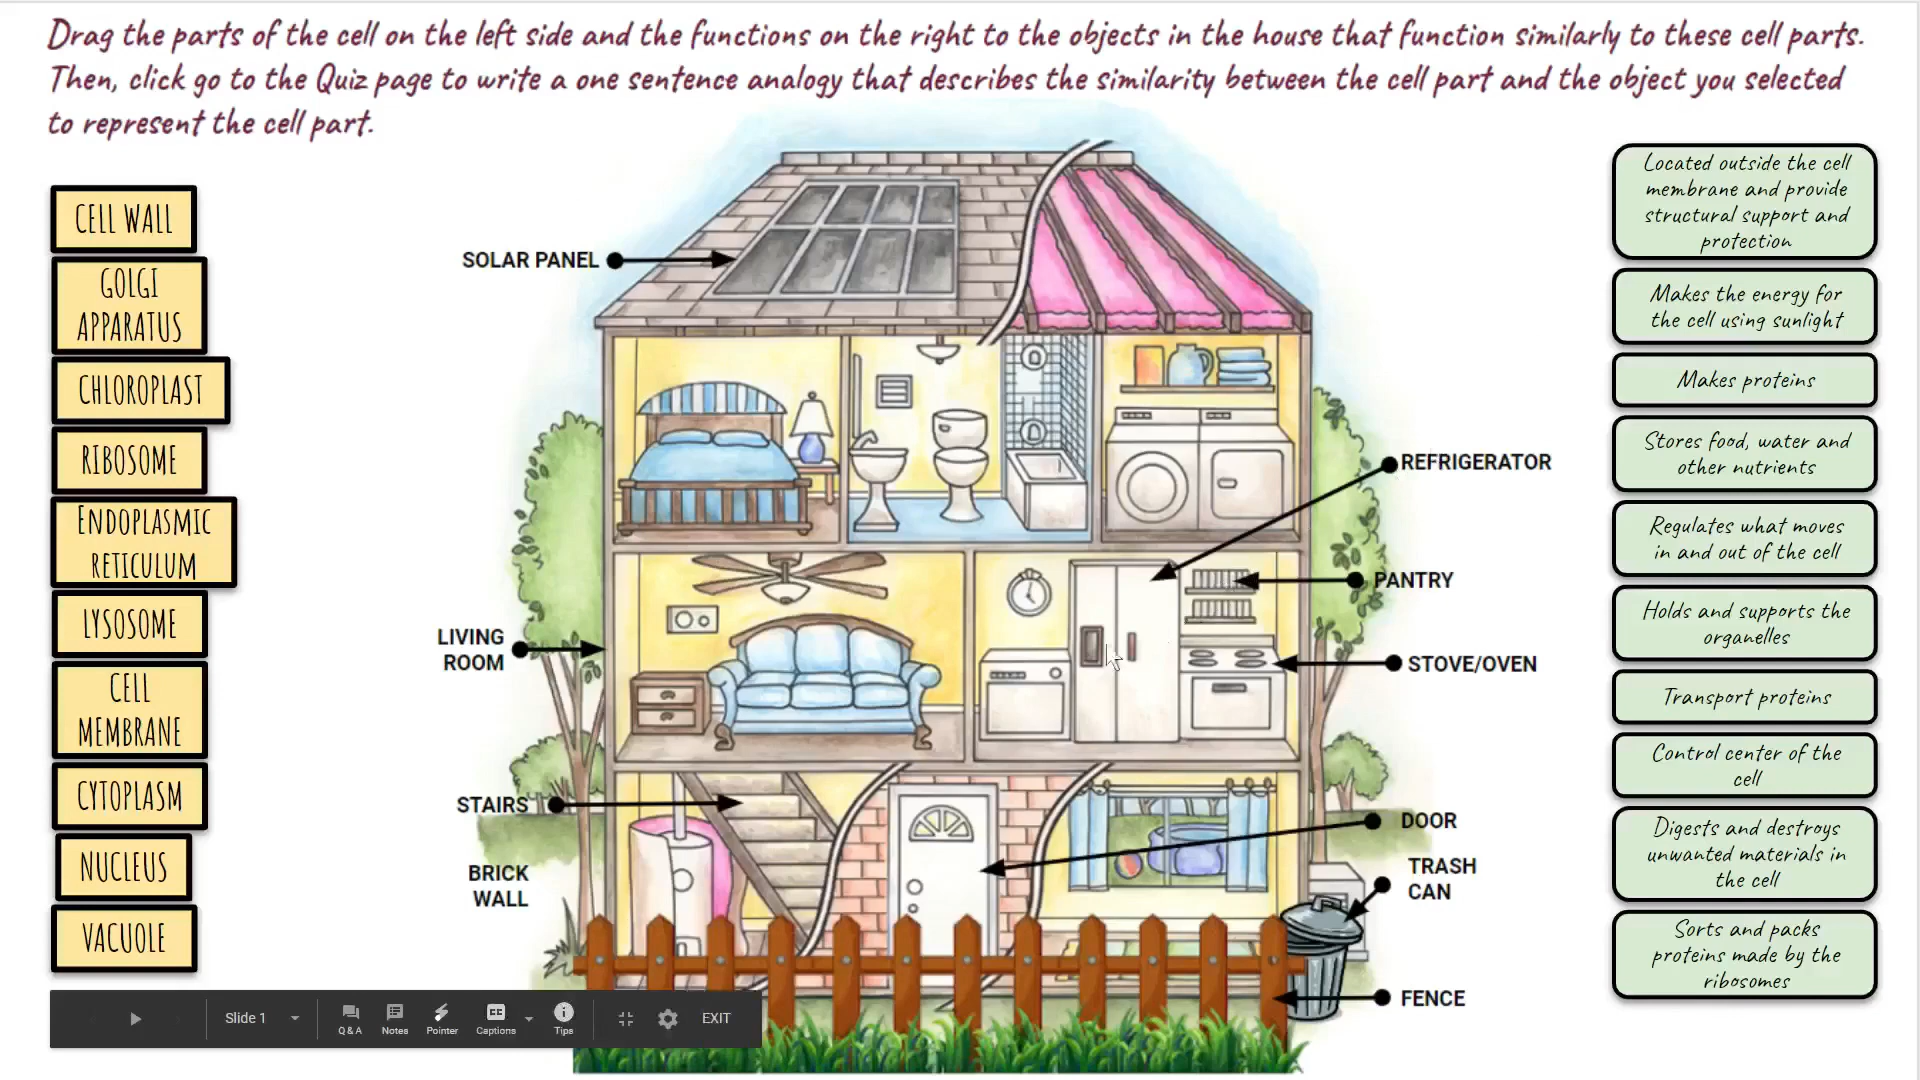 Drag the parts of the cell on the left side and the functions on the right to the objects in the house that function similarly to these cell parts.
Then, click go to the Quiz page to write a one sentence analogy that describes the similarity between the cell part and the object you selected
to represent the cell part.
CELL WALL
GOLGI
APPARATUS
CHLOROPLAST
RIBOSOME
ENDOPLASMIC
RETICULUM
LYSOSOME
CELL
MEMBRANE
CYTOPLASM
NUCLEUS
VACUOLE
SOLAR PANEL
LIVING
ROOM
STAIRS
BRICK
WALL
REFRIGERATOR
PANTRY
STOVE/OVEN
DOOR
TRASH
CAN
FENCE
Located outside the cell
membrane and provide
structural support and
protection
Makes the energy for
the cell using sunlight
Makes proteins
Stores food, water and
other nutrients
Regulates what moves
in and out of the cell
Holds and supports the
organelles
Transport proteins
Control center of the
cell
Digests and destroys
unwanted materials in
the cell
Sorts and packs
proteins made by the
ribosomes
Slide 1
Q & A
Notes
Pointer
CC
Captions
Tips
EXIT